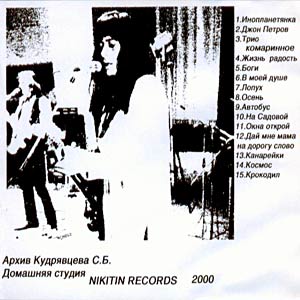 1.Инопланетянка
2.Джон Петров
3.Трио
комаринное
4.Жизнь радость
5.Боги
6.В моей душе
7.Лопух
8.Осень
9.Автобус
10.На Садовой
11.Окна открой
12.Дай мне мама
на дорогу слово
13.Канарейки
14.Космос
15.Крокодил
Архив Кудрявцева С.Б.
Домашняя студия
NIKITIN RECORDS 2000